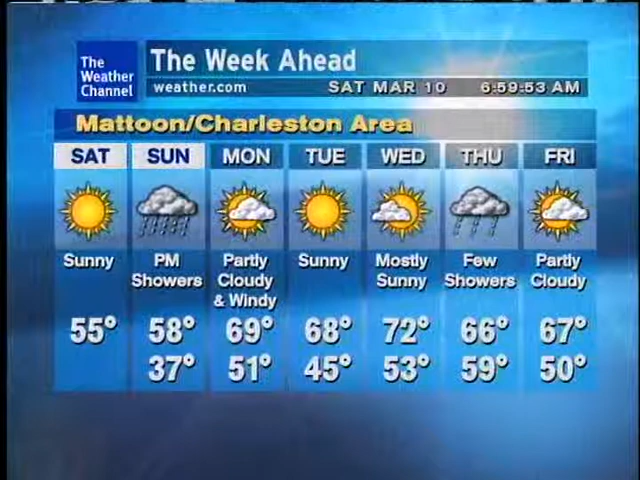 The Weather Channel
The Week Ahead
weather.com SAT MAR 10 6:59:53 AM
Mattoon/Charleston Area
SAT SUN MON TUE WED THU FRI
Sunny PM Showers Partly Cloudy & Windy Sunny Mostly Sunny Few Showers Partly Cloudy
55° 58° 69° 68° 72° 66° 67°
37° 51° 45° 53° 59° 50°